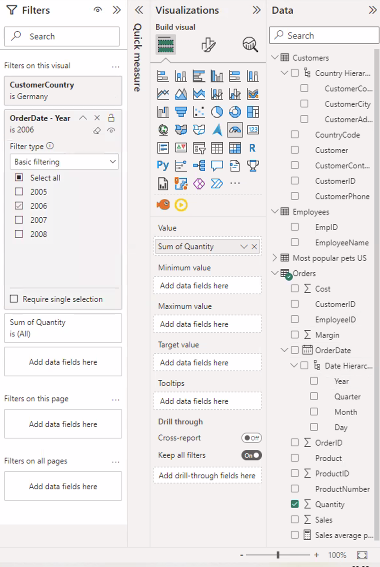 Filters
Search
Filters on this visual ...
CustomerCountry
is Germany
OrderDate - Year
is 2006
Filter type
Basic filtering
Select all
2005
2006
2007
2008
Require single selection
Sum of Quantity
is (All)
Add data fields here
Filters on this page ...
Add data fields here
Filters on all pages ...
Add data fields here
Quick measure
Visualizations
Build visual
123
R
Py
...
Value
Sum of Quantity
Minimum value
Add data fields here
Maximum value
Add data fields here
Target value
Add data fields here
Tooltips
Add data fields here
Drill through
Cross-report
Off
Keep all filters
On
Add drill-through fields here
Data
Search
Customers
Country Hierar...
CustomerCo...
CustomerCity
CustomerAd...
CountryCode
Customer
CustomerCont...
CustomerID
CustomerPhone
Employees
EmpID
EmployeeName
Most popular pets US
Orders
Cost
CustomerID
EmployeeID
Margin
OrderDate
Date Hierarc...
Year
Quarter
Month
Day
OrderID
Product
ProductID
ProductNumber
Quantity
Sales
Sales average p...
- + 100%